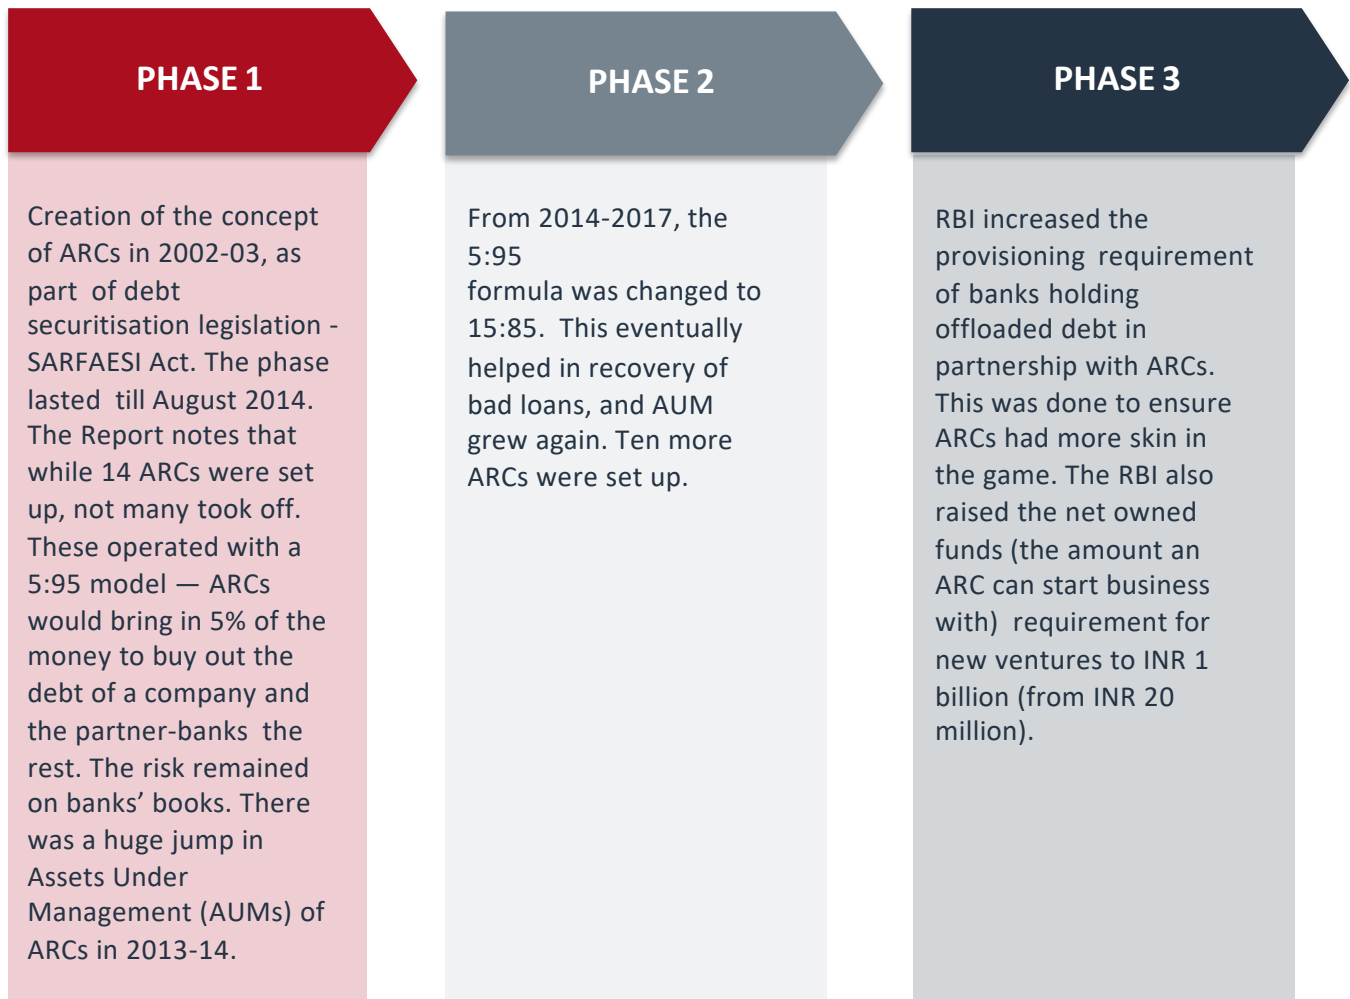 PHASE 1
Creation of the concept
of ARCs in 2002-03, as
part of debt
securitisation legislation -
SARFAESI Act. The phase
lasted till August 2014.
The Report notes that
while 14 ARCs were set
up, not many took off.
These operated with a
5:95 model — ARCs
would bring in 5% of the
money to buy out the
debt of a company and
the partner-banks the
rest. The risk remained
on banks’ books. There
was a huge jump in
Assets Under
Management (AUMs) of
ARCs in 2013-14.
PHASE 2
From 2014-2017, the
5:95
formula was changed to
15:85. This eventually
helped in recovery of
bad loans, and AUM
grew again. Ten more
ARCs were set up.
PHASE 3
RBI increased the
provisioning requirement
of banks holding
offloaded debt in
partnership with ARCs.
This was done to ensure
ARCs had more skin in
the game. The RBI also
raised the net owned
funds (the amount an
ARC can start business
with) requirement for
new ventures to INR 1
billion (from INR 20
million).